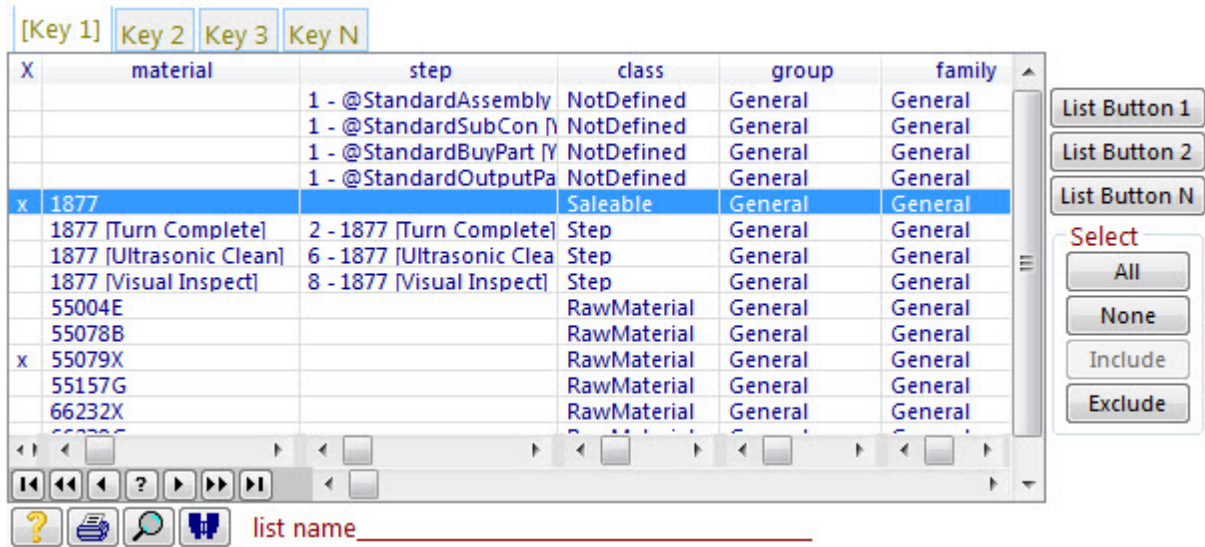 [Key 1] Key 2 Key 3 Key N
X material step class group family
1 - @StandardAssembly NotDefined General General
1 - @StandardSubCon [Y NotDefined General General
1 - @StandardBuyPart [Y NotDefined General General
1 - @StandardOutputPa NotDefined General General
x 1877 Saleable General General
1877 [Turn Complete] 2 - 1877 [Turn Complete] Step General General
1877 [Ultrasonic Clean] 6 - 1877 [Ultrasonic Clea Step General General
1877 [Visual Inspect] 8 - 1877 [Visual Inspect] Step General General
55004E RawMaterial General General
55078B RawMaterial General General
x 55079X RawMaterial General General
55157G RawMaterial General General
66232X RawMaterial General General
?
list name
List Button 1
List Button 2
List Button N
Select
All
None
Include
Exclude